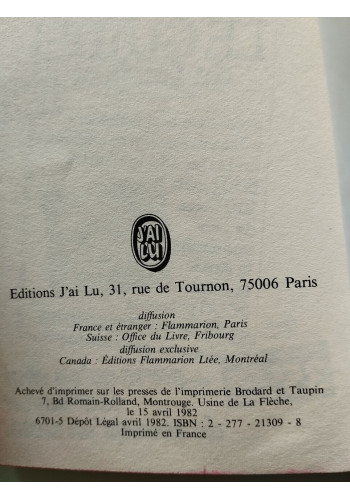 J'AI
LU
Editions J'ai Lu, 31, rue de Tournon, 75006 Paris
diffusion
France et étranger : Flammarion, Paris
Suisse : Office du Livre, Fribourg
diffusion exclusive
Canada : Éditions Flammarion Ltée, Montréal
Achevé d'imprimer sur les presses de l'imprimerie Brodard et Taupin
7, Bd Romain-Rolland, Montrouge. Usine de La Flèche,
le 15 avril 1982
6701-5 Dépôt Légal avril 1982. ISBN : 2 - 277 - 21309 - 8
Imprimé en France